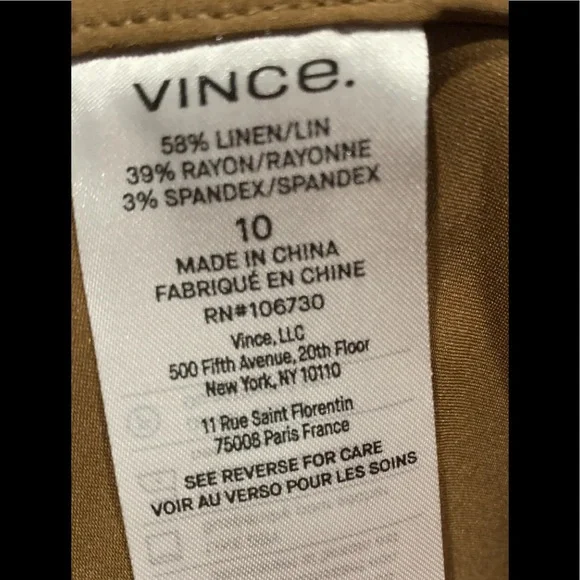 VINCe.
58% LINEN/LIN
39% RAYON/RAYONNE
3% SPANDEX/SPANDEX
10
MADE IN CHINA
FABRIQUÉ EN CHINE
RN#106730
Vince, LLC
500 Fifth Avenue, 20th Floor
New York, NY 10110
11 Rue Saint Florentin
75008 Paris France
SEE REVERSE FOR CARE
VOIR AU VERSO POUR LES SOINS